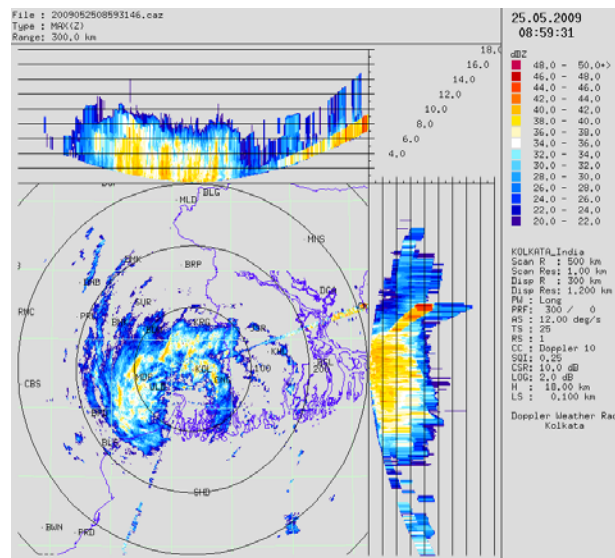 File : 2009052508593146.caz
Type : MAX(Z)
Range: 300.0 km
25.05.2009
08:59:31
18.0
16.0
14.0
12.0
10.0
8.0
6.0
4.0
dBZ
48.0 - 50.0+>
46.0 - 48.0
44.0 - 46.0
42.0 - 44.0
40.0 - 42.0
38.0 - 40.0
36.0 - 38.0
34.0 - 36.0
32.0 - 34.0
30.0 - 32.0
28.0 - 30.0
26.0 - 28.0
24.0 - 26.0
22.0 - 24.0
20.0 - 22.0
BLG
MLD
MHS
BRP
RMC
CBS
KOL
100
200
SHD
BWN
PRD
KOLKATA_India
Scan R : 500 km
Scan Res: 1.00 km
Disp R : 300 km
Disp Res: 1.200 km
PW : Long
PRF: 300 / 0
AS : 12.00 deg/s
TS : 25
RS : 1
CC : Doppler 10
SQI: 0.25
CSR: 10.0 dB
LOG: 2.0 dB
H : 18.00 km
LS : 0.100 km
Doppler Weather Rad
Kolkata